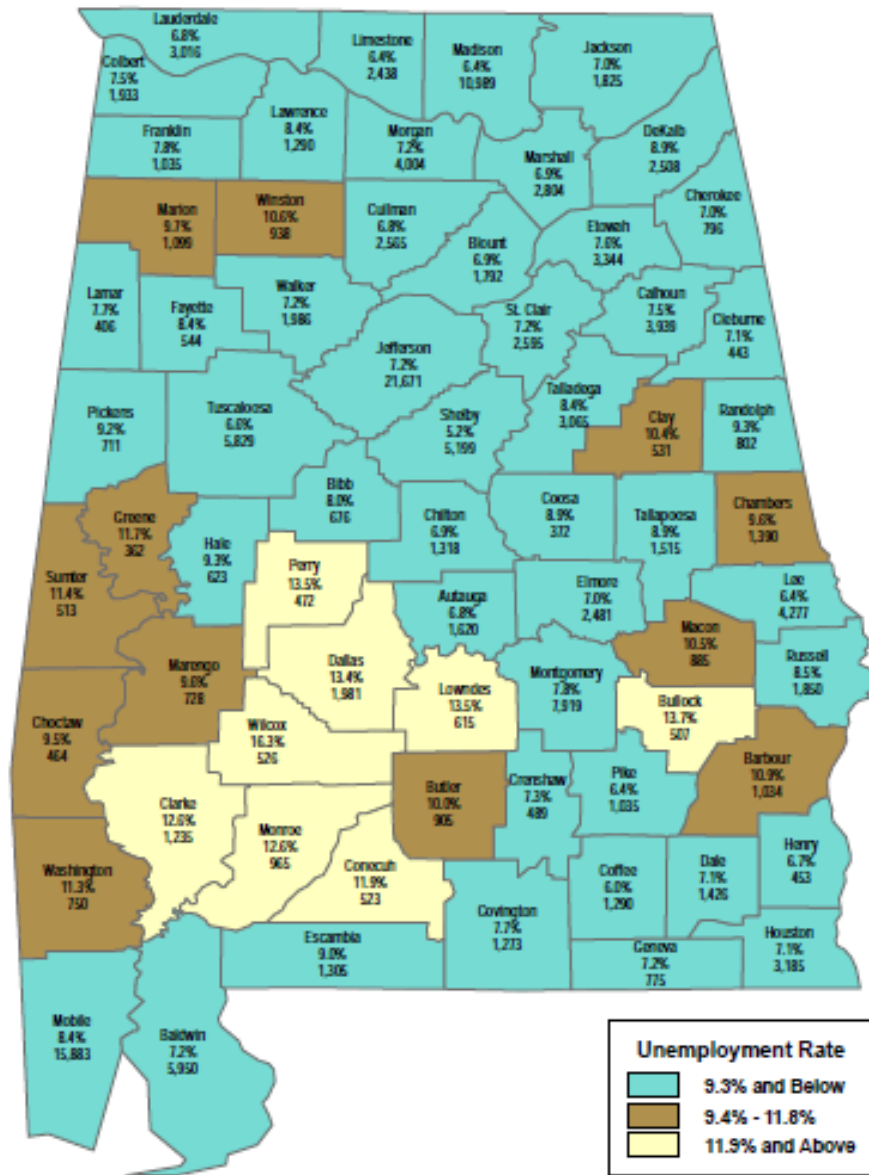 Lauderdale
6.8%
3,016
Limestone
6.4%
2,438
Madison
6.4%
10,989
Jackson
7.0%
1,825
Colbert
7.5%
1,933
Lawrence
8.4%
1,290
Franklin
7.8%
1,035
Morgan
7.2%
4,004
Marshall
6.9%
2,804
DeKalb
8.9%
2,508
Cherokee
7.0%
796
Marion
9.7%
1,099
Winston
10.6%
938
Cullman
6.8%
2,565
Blount
6.9%
1,792
Etowah
7.6%
3,344
Lamar
7.7%
406
Fayette
8.4%
544
Walker
7.2%
1,986
Jefferson
7.2%
21,671
St. Clair
7.2%
2,595
Calhoun
7.5%
3,939
Cleburne
7.1%
443
Pickens
9.2%
711
Tuscaloosa
6.6%
5,829
Shelby
5.2%
5,199
Talladega
8.4%
3,065
Clay
10.4%
531
Randolph
9.3%
802
Greene
11.7%
362
Hale
9.3%
623
Bibb
8.0%
676
Chilton
6.9%
1,318
Coosa
8.9%
372
Tallapoosa
8.9%
1,515
Chambers
9.6%
1,390
Sumter
11.4%
513
Perry
13.5%
472
Autauga
6.8%
1,620
Elmore
7.0%
2,481
Lee
6.4%
4,277
Marengo
9.6%
728
Dallas
13.4%
1,981
Lowndes
13.5%
615
Montgomery
7.8%
7,919
Macon
10.5%
885
Russell
8.5%
1,850
Bullock
13.7%
507
Choctaw
9.5%
464
Wilcox
16.3%
526
Clarke
12.6%
1,235
Monroe
12.6%
965
Butler
10.0%
905
Crenshaw
7.3%
489
Pike
6.4%
1,035
Barbour
10.9%
1,034
Washington
11.3%
750
Conecuh
11.9%
523
Covington
7.7%
1,273
Coffee
6.0%
1,290
Dale
7.1%
1,426
Henry
6.7%
453
Escambia
9.0%
1,305
Geneva
7.2%
775
Houston
7.1%
3,185
Mobile
8.4%
15,883
Baldwin
7.2%
5,950
Unemployment Rate
9.3% and Below
9.4% - 11.8%
11.9% and Above